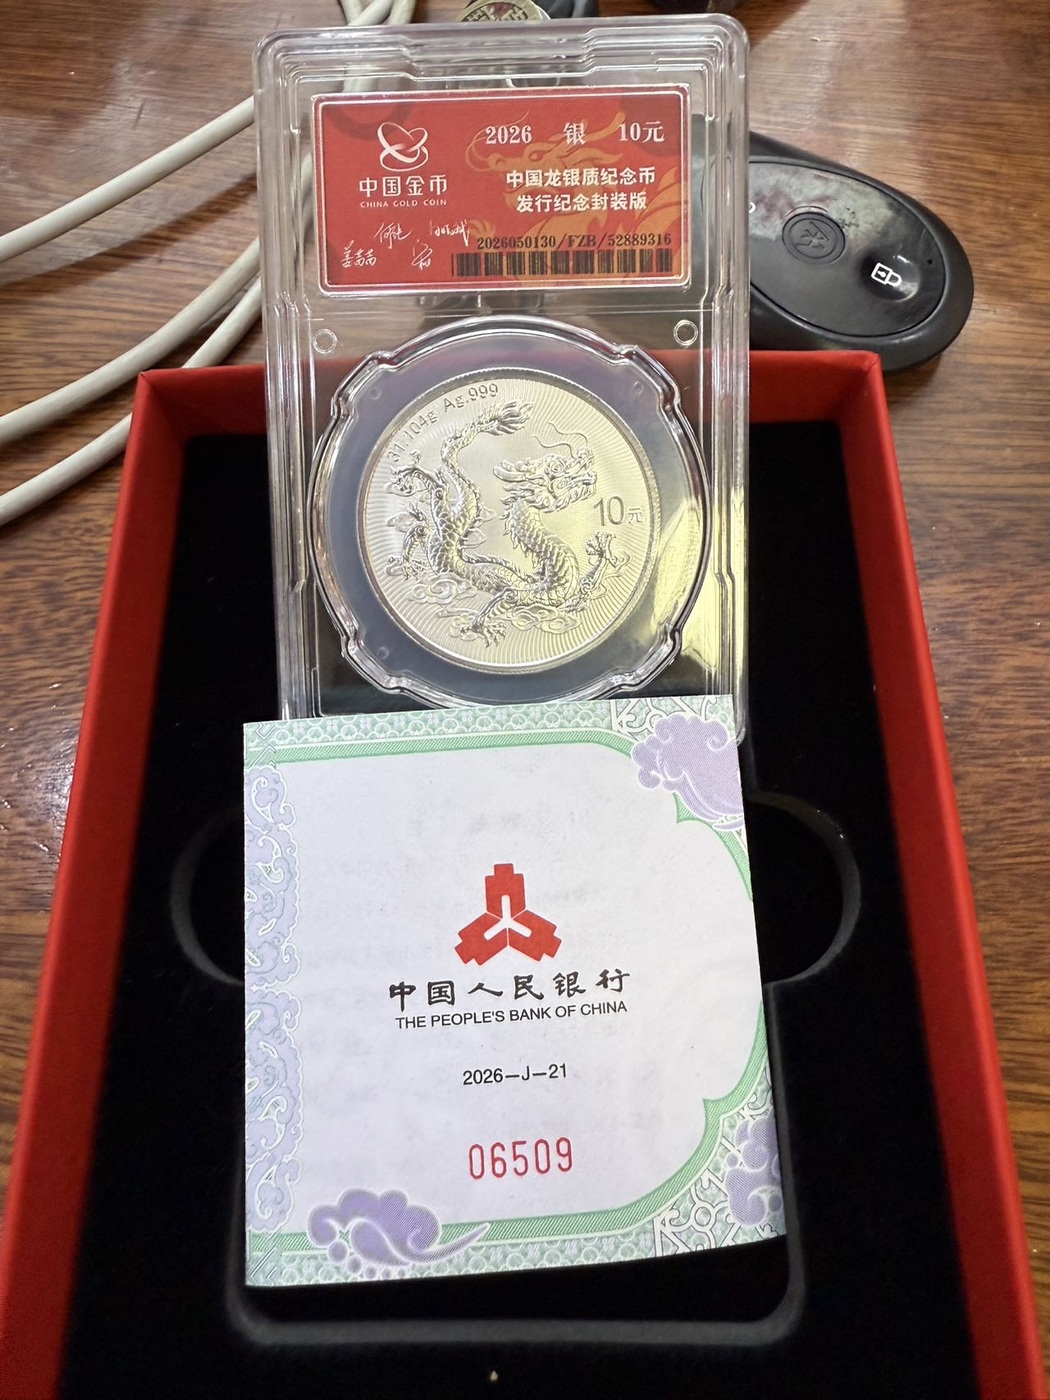 中国金币
CHINA GOLD COIN
2026 银 10元
中国龙银质纪念币
发行纪念封装版
2026050130/FZB/52889316
31.104g Ag.999
10元
中国人民银行
THE PEOPLE'S BANK OF CHINA
2026—J—21
06509